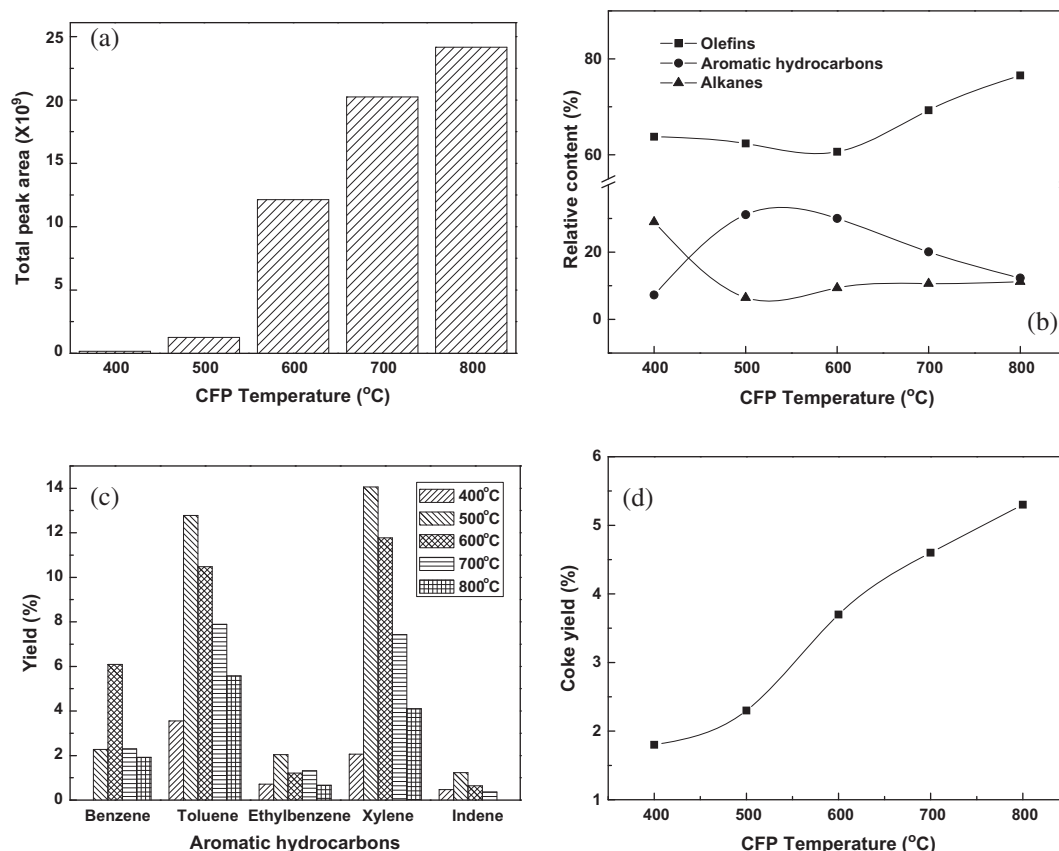 (a)
Total peak area (X10⁹)
25
20
15
10
5
0
400 500 600 700 800
CFP Temperature (°C)
Olefins
Aromatic hydrocarbons
Alkanes
Relative content (%)
80
60
20
0
(b)
400 500 600 700 800
CFP Temperature (°C)
(c)
400°C
500°C
600°C
700°C
800°C
Yield (%)
14
12
10
8
6
4
2
0
Benzene Toluene Ethylbenzene Xylene Indene
Aromatic hydrocarbons
(d)
Coke yield (%)
6
5
4
3
2
1
400 500 600 700 800
CFP Temperature (°C)